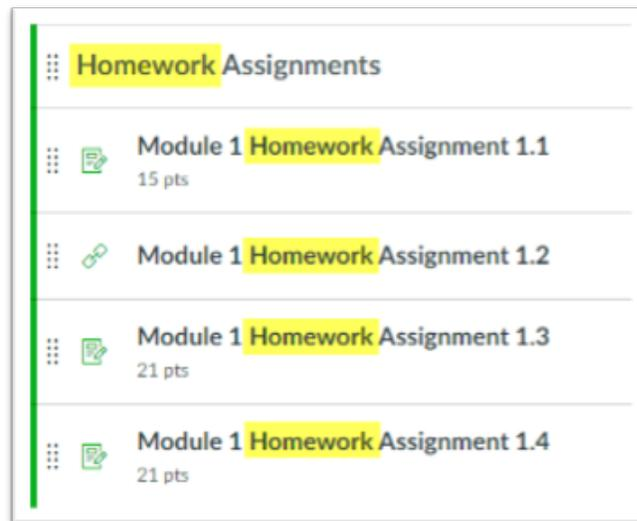 Homework Assignments
Module 1 Homework Assignment 1.1
15 pts
Module 1 Homework Assignment 1.2
Module 1 Homework Assignment 1.3
21 pts
Module 1 Homework Assignment 1.4
21 pts